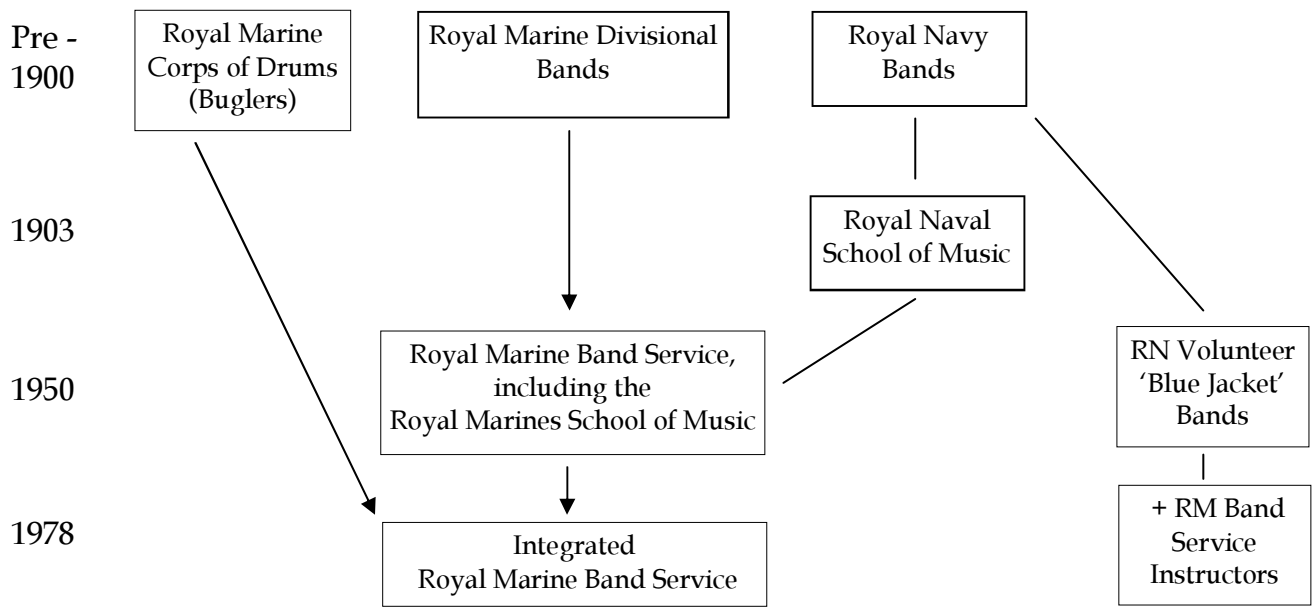 Pre -
1900
Royal Marine
Corps of Drums
(Buglers)
Royal Marine Divisional
Bands
Royal Navy
Bands
1903
Royal Naval
School of Music
1950
Royal Marine Band Service,
including the
Royal Marines School of Music
RN Volunteer
‘Blue Jacket’
Bands
1978
Integrated
Royal Marine Band Service
+ RM Band
Service
Instructors